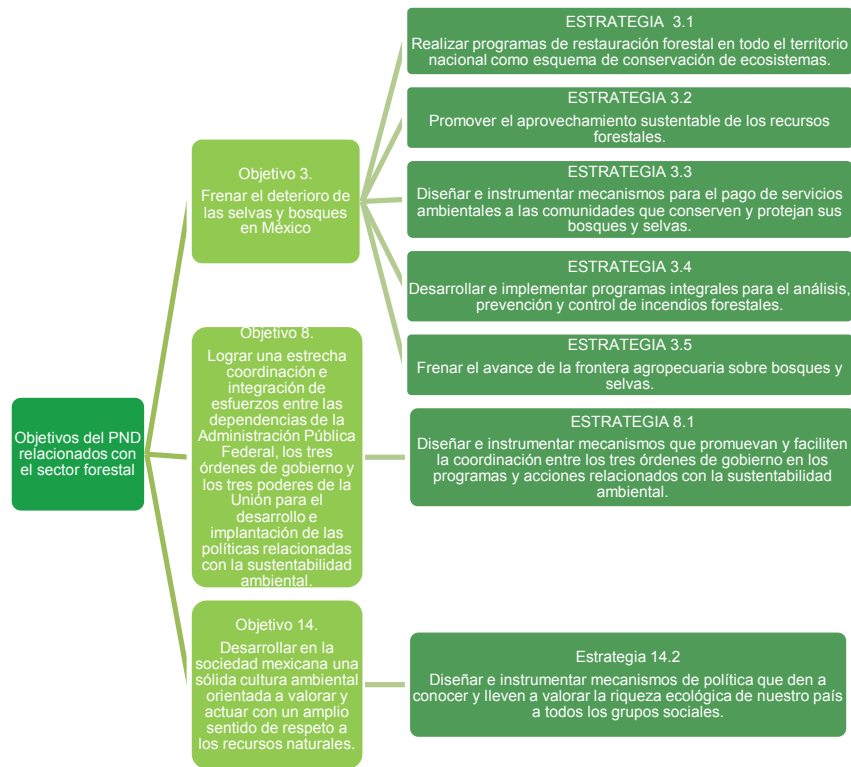 Objetivos del PND
relacionados con
el sector forestal
Objetivo 3.
Frenar el deterioro de
las selvas y bosques
en México
ESTRATEGIA 3.1
Realizar programas de restauración forestal en todo el territorio
nacional como esquema de conservación de ecosistemas.
ESTRATEGIA 3.2
Promover el aprovechamiento sustentable de los recursos
forestales.
ESTRATEGIA 3.3
Diseñar e instrumentar mecanismos para el pago de servicios
ambientales a las comunidades que conserven y protejan sus
bosques y selvas.
ESTRATEGIA 3.4
Desarrollar e implementar programas integrales para el análisis,
prevención y control de incendios forestales.
ESTRATEGIA 3.5
Frenar el avance de la frontera agropecuaria sobre bosques y
selvas.
Objetivo 8.
Lograr una estrecha
coordinación e
integración de
esfuerzos entre las
dependencias de la
Administración Pública
Federal, los tres
órdenes de gobierno y
los tres poderes de la
Unión para el
desarrollo e
implantación de las
políticas relacionadas
con la sustentabilidad
ambiental.
ESTRATEGIA 8.1
Diseñar e instrumentar mecanismos que promuevan y faciliten
la coordinación entre los tres órdenes de gobierno en los
programas y acciones relacionados con la sustentabilidad
ambiental.
Objetivo 14.
Desarrollar en la
sociedad mexicana una
sólida cultura ambiental
orientada a valorar y
actuar con un amplio
sentido de respeto a
los recursos naturales.
Estrategia 14.2
Diseñar e instrumentar mecanismos de política que den a
conocer y lleven a valorar la riqueza ecológica de nuestro país
a todos los grupos sociales.